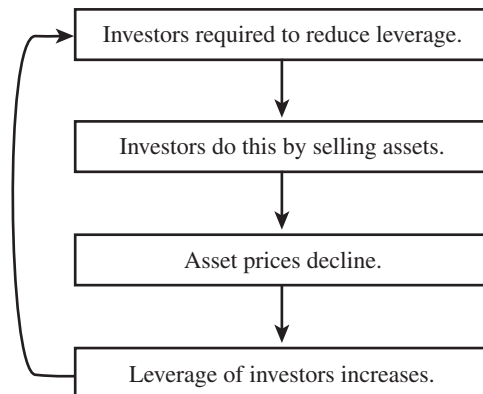 Investors required to reduce leverage.
Investors do this by selling assets.
Asset prices decline.
Leverage of investors increases.